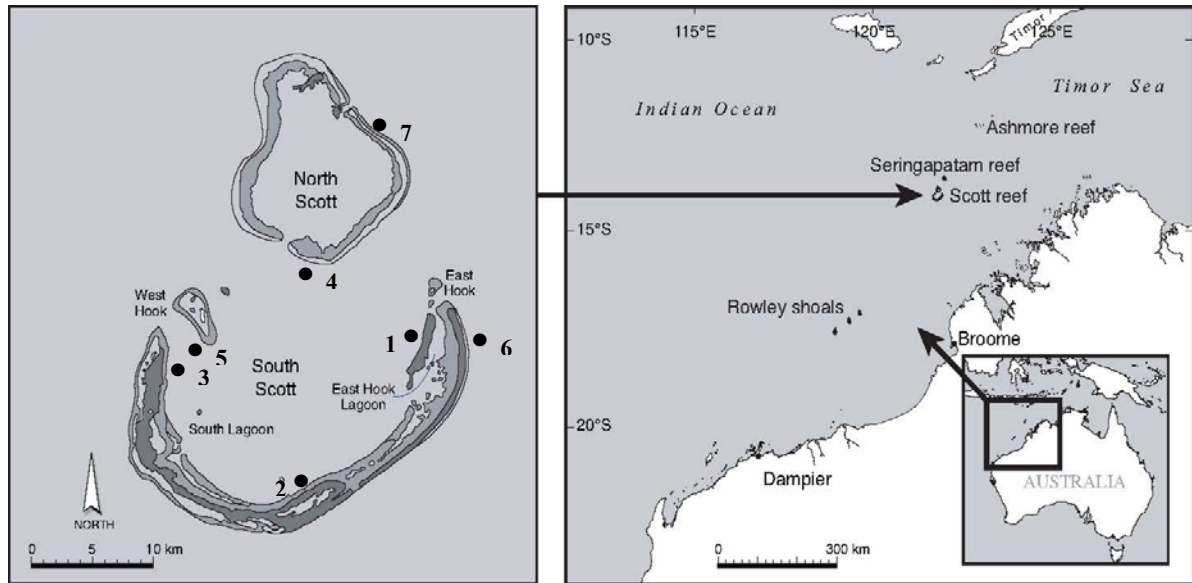 7
North
Scott
4
East
Hook
West
Hook
1
6
5
3
South
Scott
East Hook
Lagoon
South Lagoon
2
NORTH
0 5 10 km
115°E 120°E 125°E
10°S
Timor
Timor Sea
Indian Ocean
Ashmore reef
Seringapatam reef
Scott reef
15°S
Rowley shoals
Broome
20°S
Dampier
AUSTRALIA
0 300 km